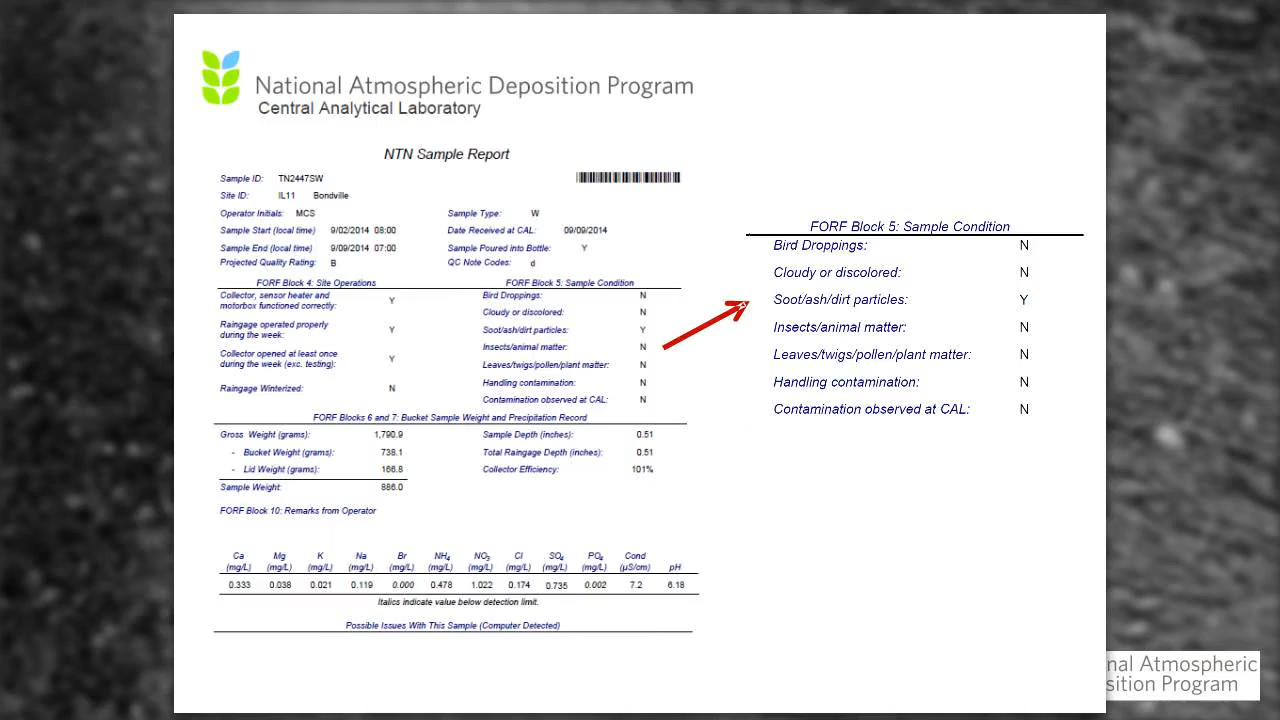 National Atmospheric Deposition Program
Central Analytical Laboratory
NTN Sample Report
Sample ID: TN2447SW
Site ID: IL11 Bondville
Operator Initials: MCS Sample Type: W
Sample Start (local time) 9/02/2014 08:00 Date Received at CAL: 09/09/2014
Sample End (local time) 9/09/2014 07:00 Sample Poured into Bottle: Y
Projected Quality Rating: B QC Note Codes: d
FORF Block 4: Site Operations
Collector, sensor heater and
motorbox functioned correctly: Y
Raingage operated properly
during the week: Y
Collector opened at least once
during the week (exc. testing): Y
Raingage Winterized: N
FORF Block 5: Sample Condition
Bird Droppings: N
Cloudy or discolored: N
Soot/ash/dirt particles: Y
Insects/animal matter: N
Leaves/twigs/pollen/plant matter: N
Handling contamination: N
Contamination observed at CAL: N
FORF Blocks 6 and 7: Bucket Sample Weight and Precipitation Record
Gross Weight (grams): 1,790.9 Sample Depth (inches): 0.51
- Bucket Weight (grams): 738.1 Total Raingage Depth (inches): 0.51
- Lid Weight (grams): 166.8 Collector Efficiency: 101%
Sample Weight: 886.0
FORF Block 10: Remarks from Operator
Ca Mg K Na Br NH4 NO3 Cl SO4 PO4 Cond
(mg/L) (mg/L) (mg/L) (mg/L) (mg/L) (mg/L) (mg/L) (mg/L) (mg/L) (mg/L) (µS/cm) pH
0.333 0.038 0.021 0.119 0.000 0.478 1.022 0.174 0.735 0.002 7.2 6.18
Italics indicate value below detection limit.
Possible Issues With This Sample (Computer Detected)
FORF Block 5: Sample Condition
Bird Droppings: N
Cloudy or discolored: N
Soot/ash/dirt particles: Y
Insects/animal matter: N
Leaves/twigs/pollen/plant matter: N
Handling contamination: N
Contamination observed at CAL: N
nal Atmospheric
sition Program